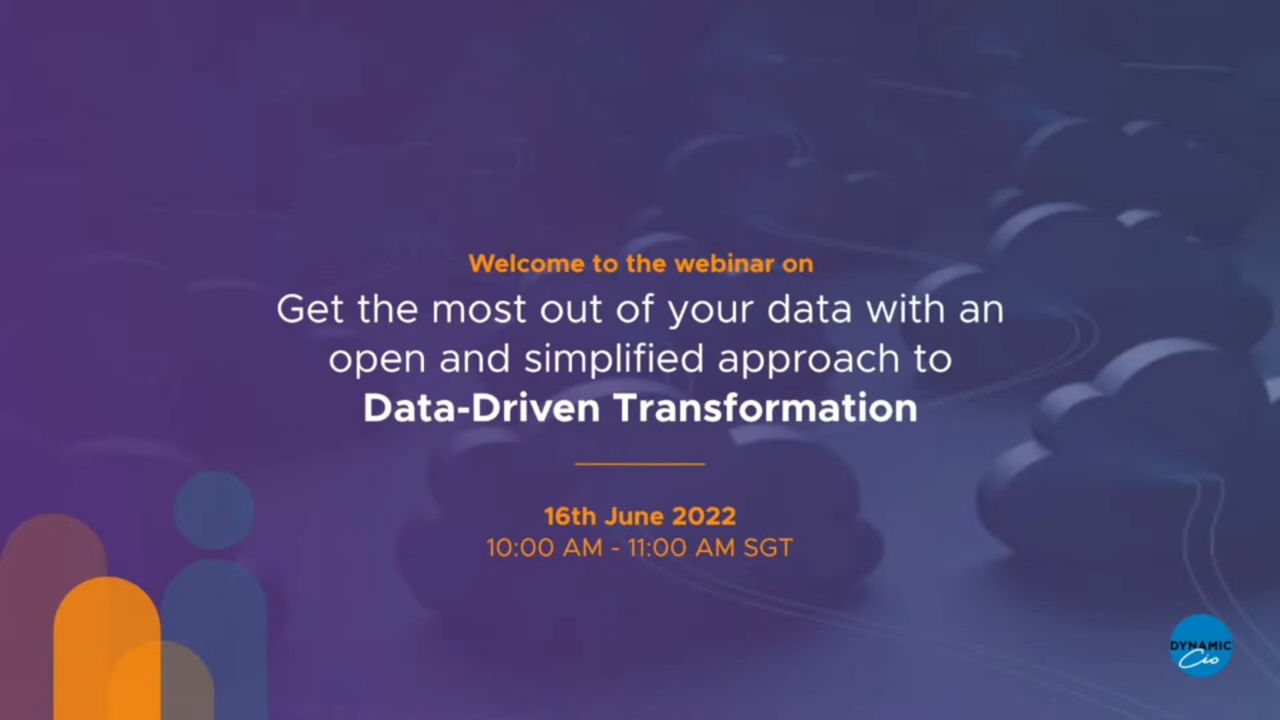 Welcome to the webinar on
Get the most out of your data with an
open and simplified approach to
Data-Driven Transformation
16th June 2022
10:00 AM - 11:00 AM SGT
DYNAMIC
Cio